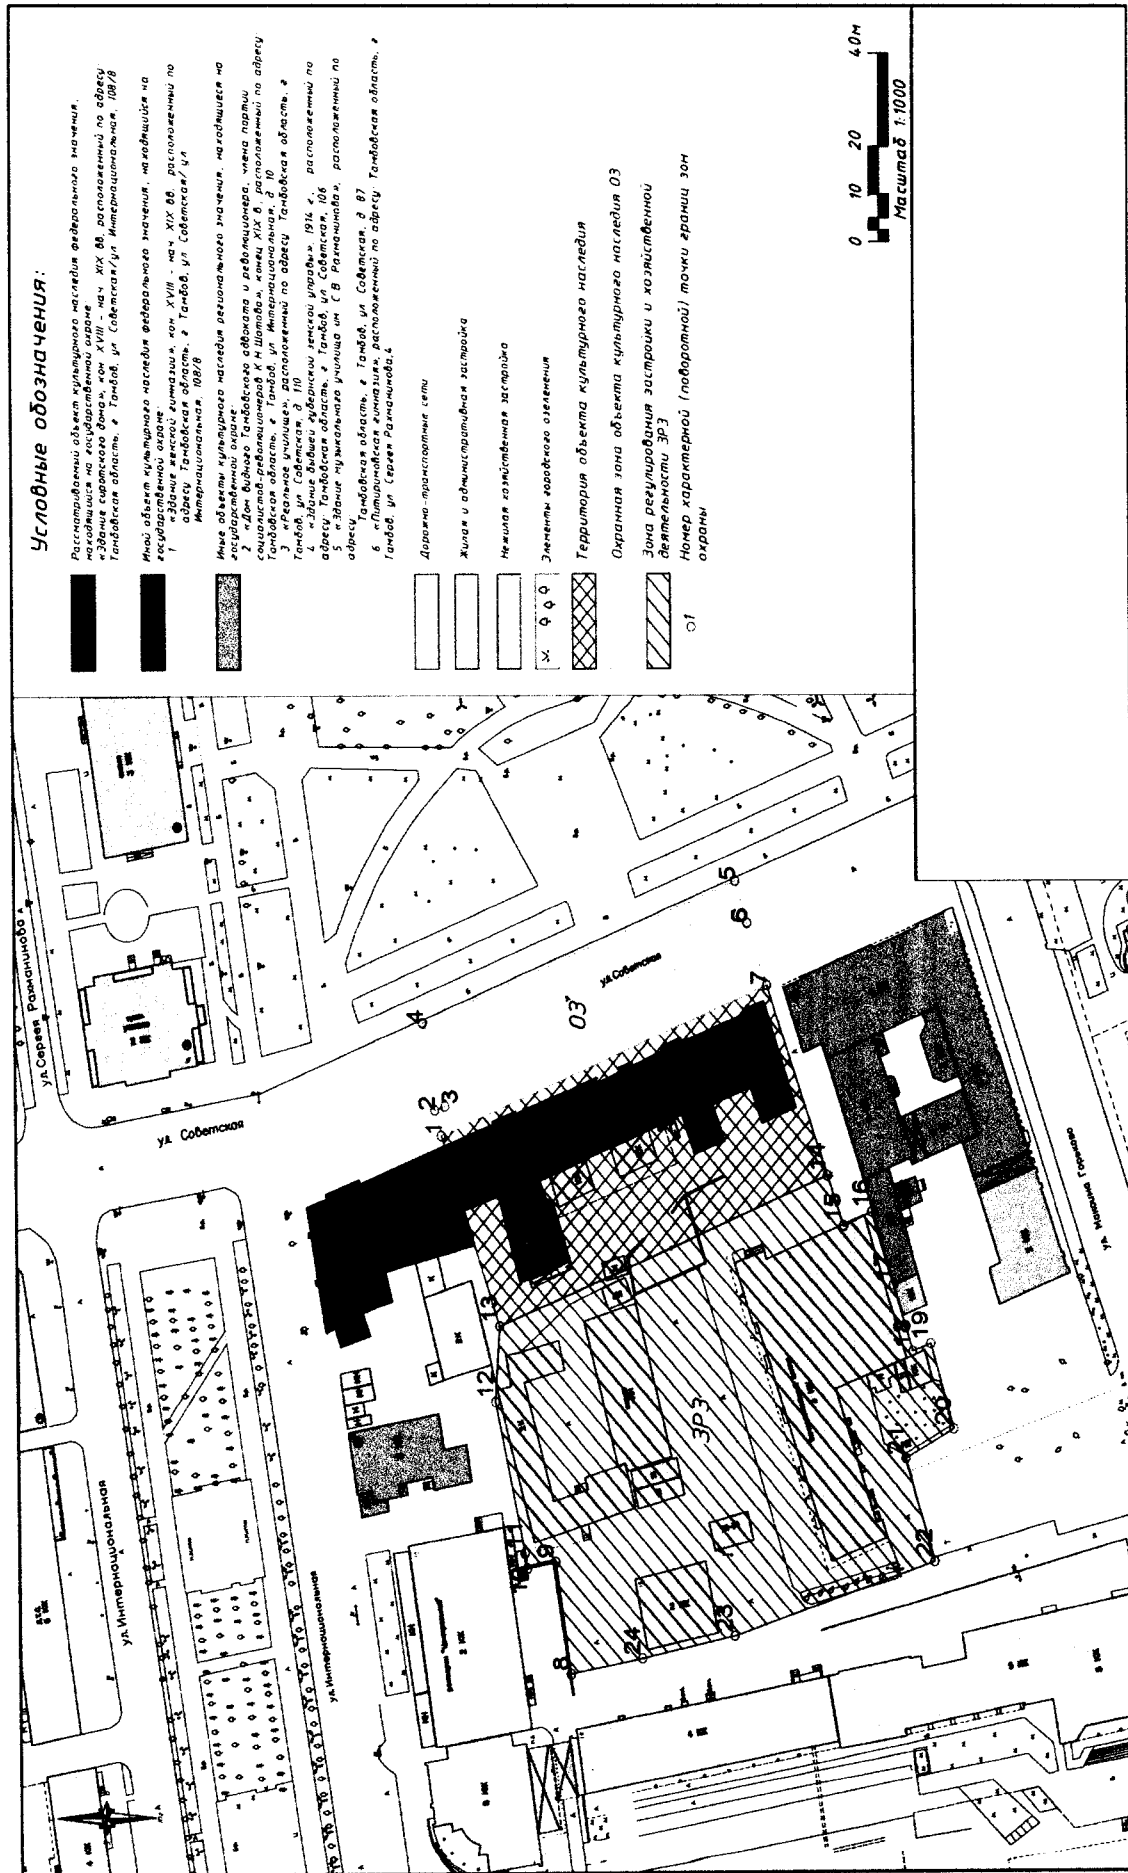 Условные обозначения:
Рассматриваемый объект культурного наследия федерального значения,
находящийся на государственной охране:
«Здание сиротского дома», кон XVIII - нач. XIX вв, расположенный по адресу:
Тамбовская область, г Тамбов, ул Советская/ул Интернациональная, 108/8
Иной объект культурного наследия федерального значения, находящийся на
государственной охране:
1 «Здание женской гимназии», кон XVIII - нач XIX вв, расположенный по
адресу Тамбовская область, г Тамбов, ул Советская/ ул
Интернациональная, 108/8
Иные объекты культурного наследия регионального значения, находящиеся на
государственной охране:
2 «Дом видного Тамбовского адвоката и революционера, члена партии
социалистов-революционеров К Н Шатова», конец XIX в, расположенный по адресу
Тамбовская область, г Тамбов, ул Интернациональная, д 10
3 «Реальное училище», расположенный по адресу Тамбовская область, г
Тамбов, ул Советская, д 110
4 «Здание бывшей губернской земской управы», 1914 г, расположенный по
адресу: Тамбовская область, г Тамбов, ул Советская, 106
5 «Здание музыкального училища им С В Рахманинова», расположенный по
адресу Тамбовская область, г Тамбов, ул Советская, д 87
6 «Питиримовская гимназия», расположенный по адресу: Тамбовская область, г
Тамбов, ул Сергея Рахманинова,4
Дорожно-транспортные сети
Жилая и административная застройка
Нежилая хозяйственная застройка
Элементы городского озеленения
Территория объекта культурного наследия
Охранная зона объекта культурного наследия ОЗ
Зона регулирования застройки и хозяйственной
деятельности ЗРЗ
о1 Номер характерной (поворотной) точки границ зон
охраны
0 10 20 40м
Масштаб 1:1000
ул Сергея Рахманинова
ул Советская
ул Советская
ул Интернациональная
ул Интернациональная
ул Максима Горького
ОЗ
ЗРЗ
1
2
3
4
5
6
7
8
9
12
13
14
15
16
17
18
19
20
21
22
23
24